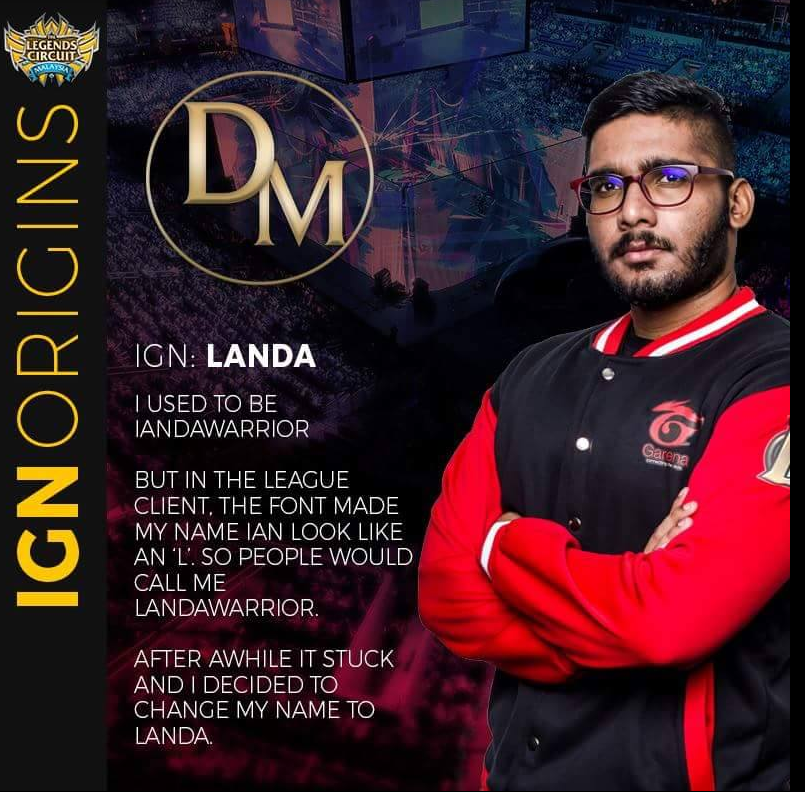 THE
LEGENDS
CIRCUIT
MALAYSIA
IGNORIGINS
DM
IGN: LANDA
I USED TO BE
IANDAWARRIOR
BUT IN THE LEAGUE
CLIENT, THE FONT MADE
MY NAME IAN LOOK LIKE
AN ‘L’. SO PEOPLE WOULD
CALL ME
LANDAWARRIOR.
AFTER AWHILE IT STUCK
AND I DECIDED TO
CHANGE MY NAME TO
LANDA.
Garena